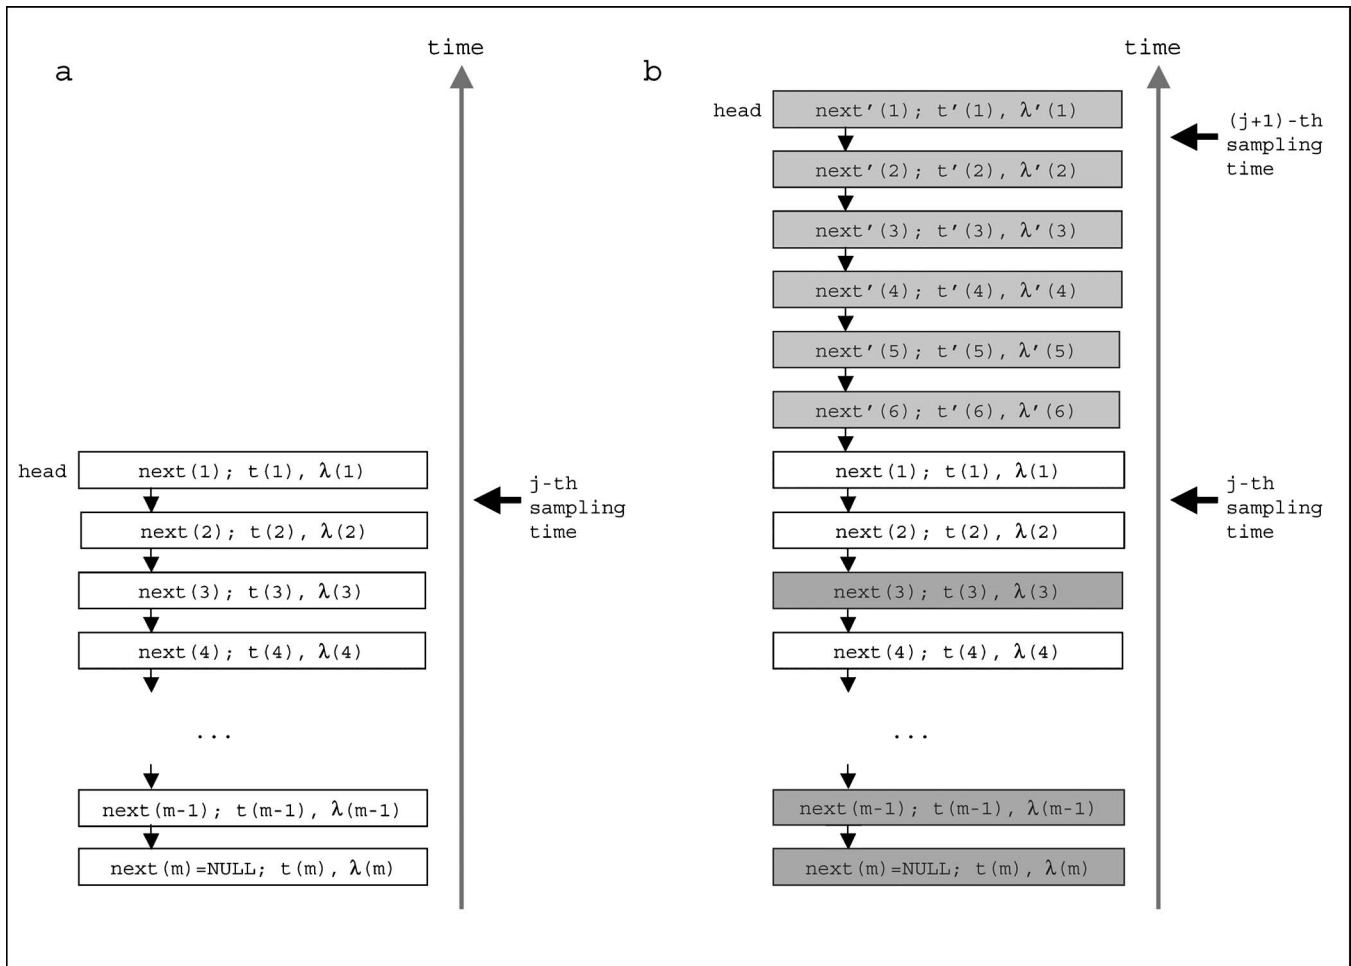 a
time
head
next(1); t(1), λ(1)
next(2); t(2), λ(2)
next(3); t(3), λ(3)
next(4); t(4), λ(4)
...
next(m-1); t(m-1), λ(m-1)
next(m)=NULL; t(m), λ(m)
j-th
sampling
time
b
time
head
next′(1); t′(1), λ′(1)
next′(2); t′(2), λ′(2)
next′(3); t′(3), λ′(3)
next′(4); t′(4), λ′(4)
next′(5); t′(5), λ′(5)
next′(6); t′(6), λ′(6)
next(1); t(1), λ(1)
next(2); t(2), λ(2)
next(3); t(3), λ(3)
next(4); t(4), λ(4)
...
next(m-1); t(m-1), λ(m-1)
next(m)=NULL; t(m), λ(m)
(j+1)-th
sampling
time
j-th
sampling
time